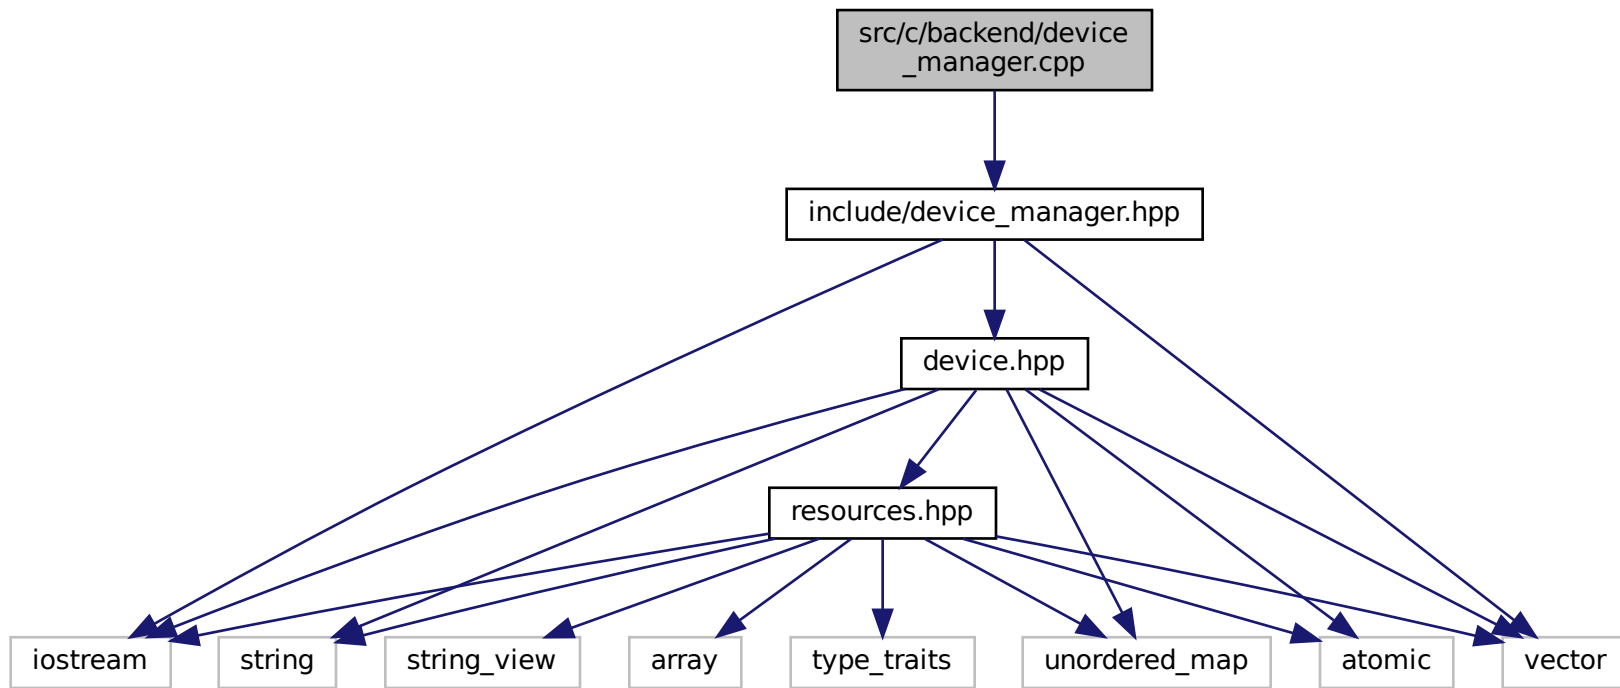 src/c/backend/device
_manager.cpp
include/device_manager.hpp
device.hpp
resources.hpp
iostream
string
string_view
array
type_traits
unordered_map
atomic
vector